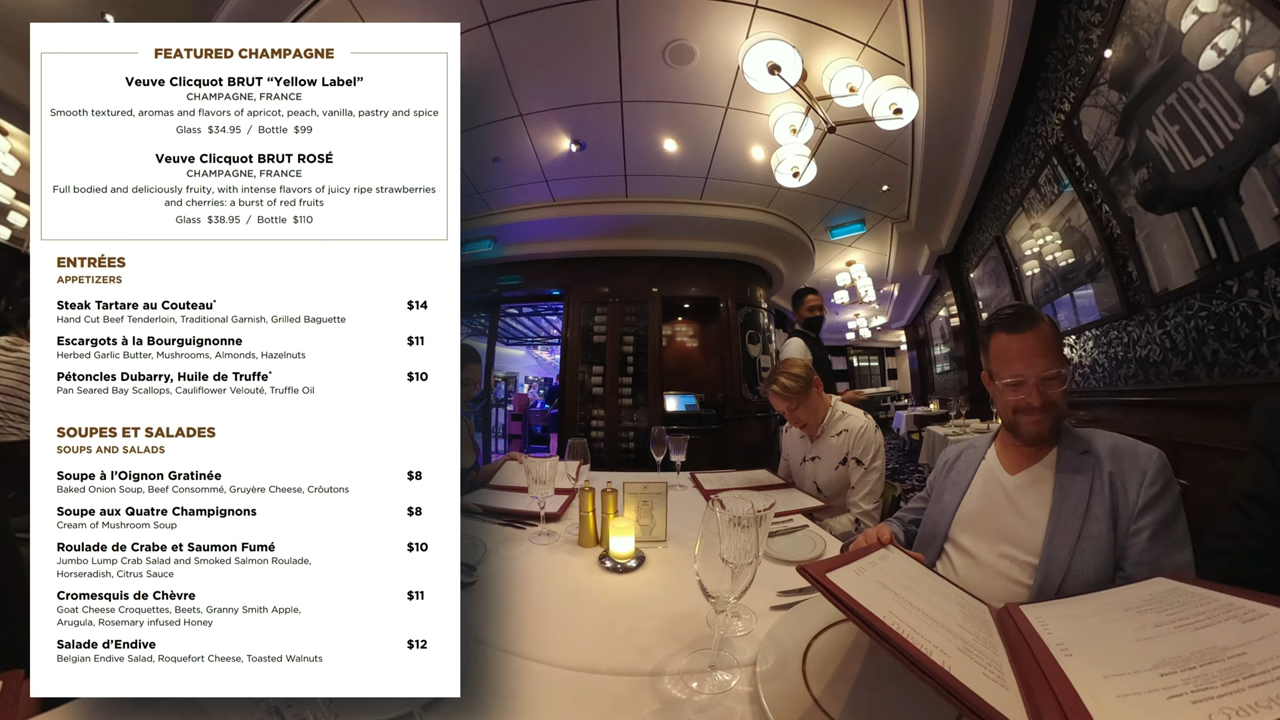 FEATURED CHAMPAGNE
Veuve Clicquot BRUT “Yellow Label”
CHAMPAGNE, FRANCE
Smooth textured, aromas and flavors of apricot, peach, vanilla, pastry and spice
Glass $34.95 / Bottle $99
Veuve Clicquot BRUT ROSÉ
CHAMPAGNE, FRANCE
Full bodied and deliciously fruity, with intense flavors of juicy ripe strawberries
and cherries: a burst of red fruits
Glass $38.95 / Bottle $110
ENTRÉES
APPETIZERS
Steak Tartare au Couteau* $14
Hand Cut Beef Tenderloin, Traditional Garnish, Grilled Baguette
Escargots à la Bourguignonne $11
Herbed Garlic Butter, Mushrooms, Almonds, Hazelnuts
Pétoncles Dubarry, Huile de Truffe* $10
Pan Seared Bay Scallops, Cauliflower Velouté, Truffle Oil
SOUPES ET SALADES
SOUPS AND SALADS
Soupe à l’Oignon Gratinée $8
Baked Onion Soup, Beef Consommé, Gruyère Cheese, Crôutons
Soupe aux Quatre Champignons $8
Cream of Mushroom Soup
Roulade de Crabe et Saumon Fumé $10
Jumbo Lump Crab Salad and Smoked Salmon Roulade,
Horseradish, Citrus Sauce
Cromesquis de Chèvre $11
Goat Cheese Croquettes, Beets, Granny Smith Apple,
Arugula, Rosemary infused Honey
Salade d’Endive $12
Belgian Endive Salad, Roquefort Cheese, Toasted Walnuts
METRO